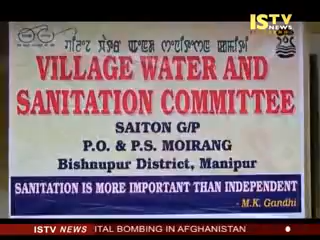 ISTV
NEWS
VILLAGE WATER AND
SANITATION COMMITTEE
SAITON G/P
P.O. & P.S. MOIRANG
Bishnupur District, Manipur
SANITATION IS MORE IMPORTANT THAN INDEPENDENT
- M.K. Gandhi
ISTV NEWS ITAL BOMBING IN AFGHANISTAN